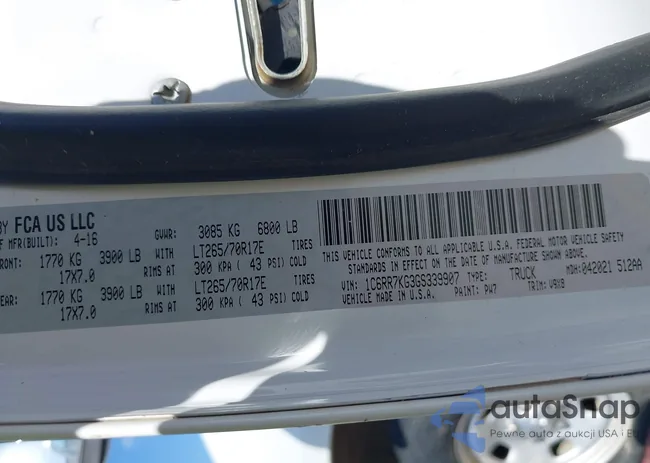 BY FCA US LLC
OF MFR(BUILT): 4-16 GVWR: 3085 KG 6800 LB
FRONT: 1770 KG 3900 LB WITH LT265/70R17E TIRES
17X7.0 RIMS AT 300 KPA ( 43 PSI) COLD
REAR: 1770 KG 3900 LB WITH LT265/70R17E TIRES
17X7.0 RIMS AT 300 KPA ( 43 PSI) COLD
THIS VEHICLE CONFORMS TO ALL APPLICABLE U.S.A. FEDERAL MOTOR VEHICLE SAFETY
STANDARDS IN EFFECT ON THE DATE OF MANUFACTURE SHOWN ABOVE.
VIN: 1C6RR7KG3GS339907 TYPE: TRUCK MDH:042021 512AA
VEHICLE MADE IN U.S.A. PAINT: PW7 TRIM: V9X8
autoSnap
Pewne auto z aukcji USA i E